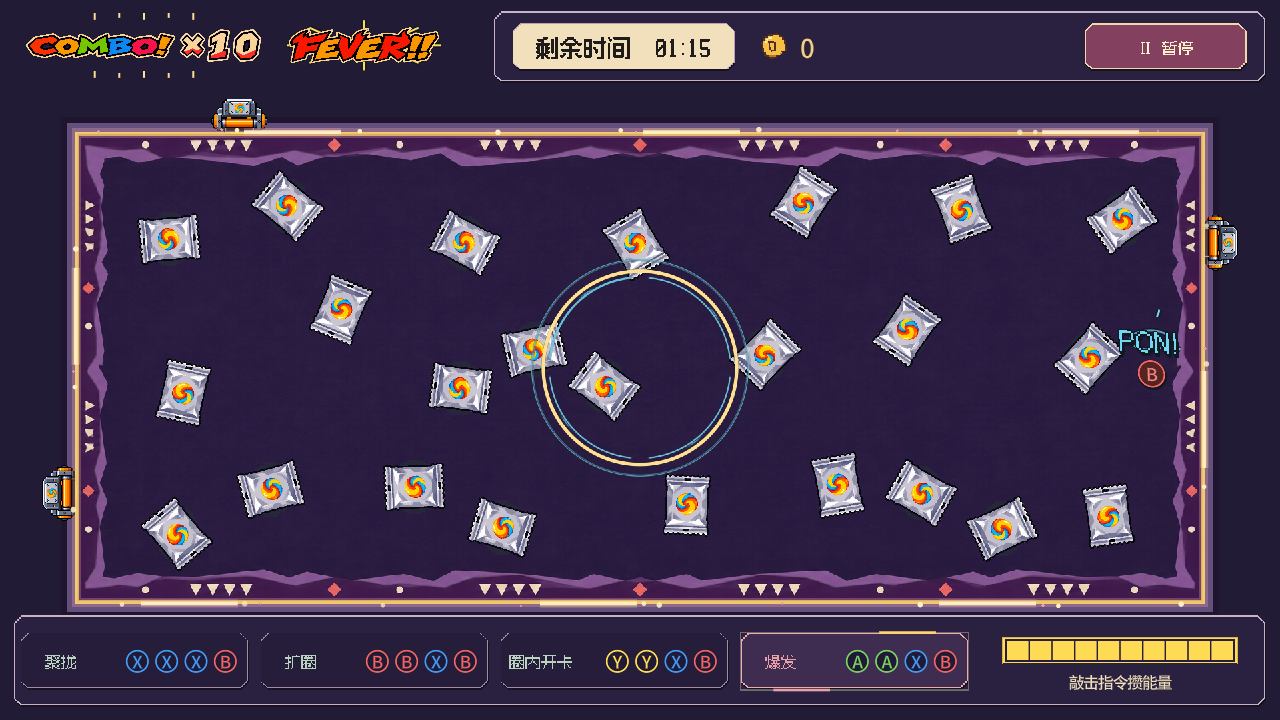 COMBO! ×10 FEVER!!
剩余时间 01:15
0
II 暂停
PON!
B
聚拢 X X X B
扩圈 B B X B
圈内开卡 Y Y X B
爆发 A A X B
敲击指令攒能量